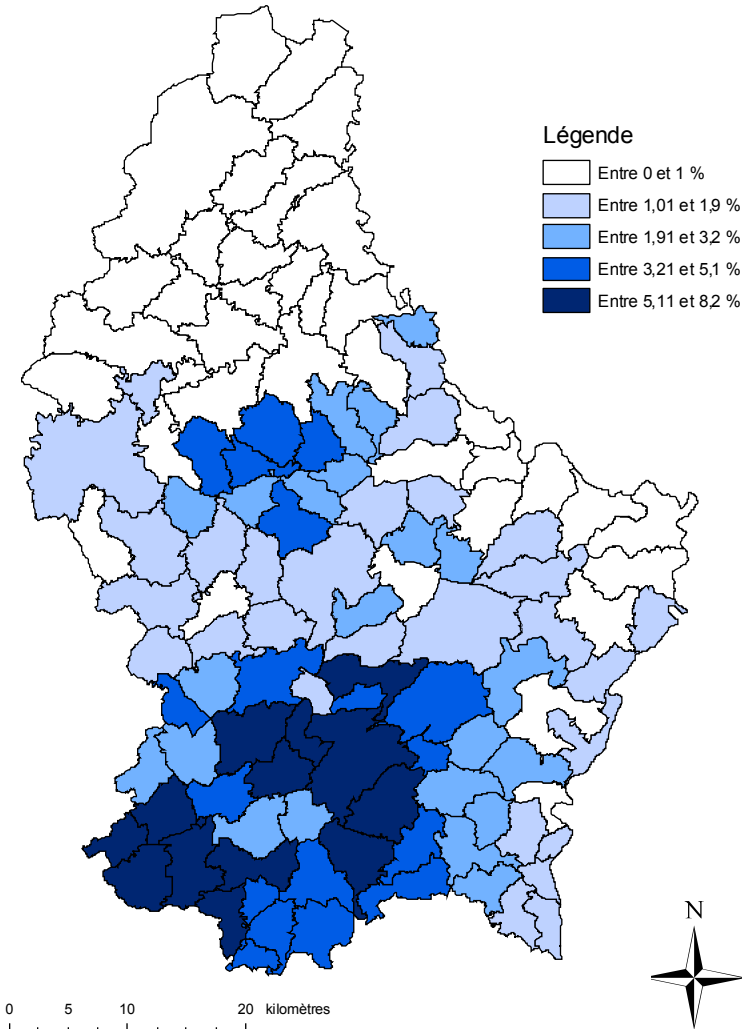 Légende
Entre 0 et 1 %
Entre 1,01 et 1,9 %
Entre 1,91 et 3,2 %
Entre 3,21 et 5,1 %
Entre 5,11 et 8,2 %
N
0 5 10 20 kilomètres